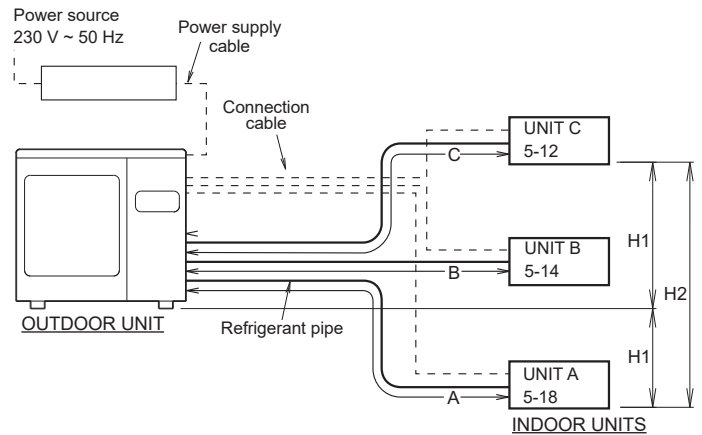 Power source
230 V ~ 50 Hz
Power supply
cable
Connection
cable
UNIT C
5-12
C
H1
UNIT B
5-14
B
H2
OUTDOOR UNIT
Refrigerant pipe
H1
UNIT A
5-18
A
INDOOR UNITS